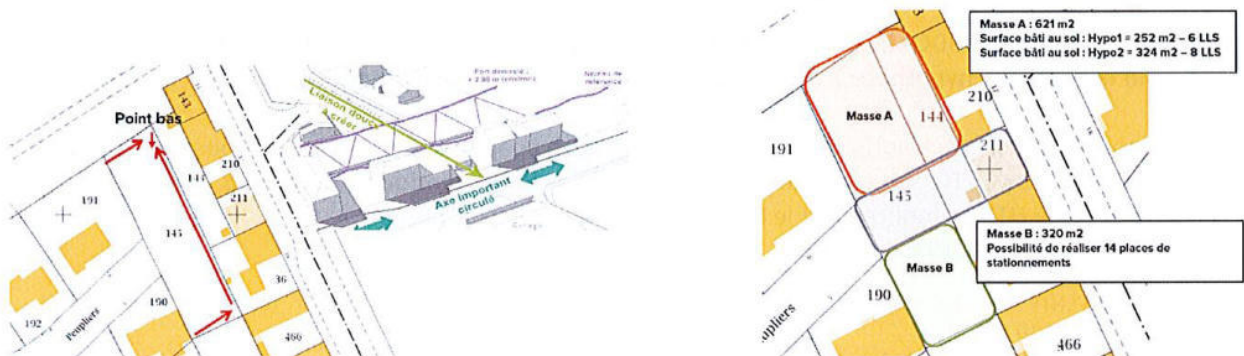 143
Point bas
210
144
211
191
145
36
190
192
Peupliers
466
Liaison douce
à créer
Axe important
circulé
Masse A : 621 m2
Surface bâti au sol : Hypo1 = 252 m2 – 6 LLS
Surface bâti au sol : Hypo2 = 324 m2 – 8 LLS
Masse A
144
210
191
211
145
Masse B : 320 m2
Possibilité de réaliser 14 places de
stationnements
Masse B
190
466